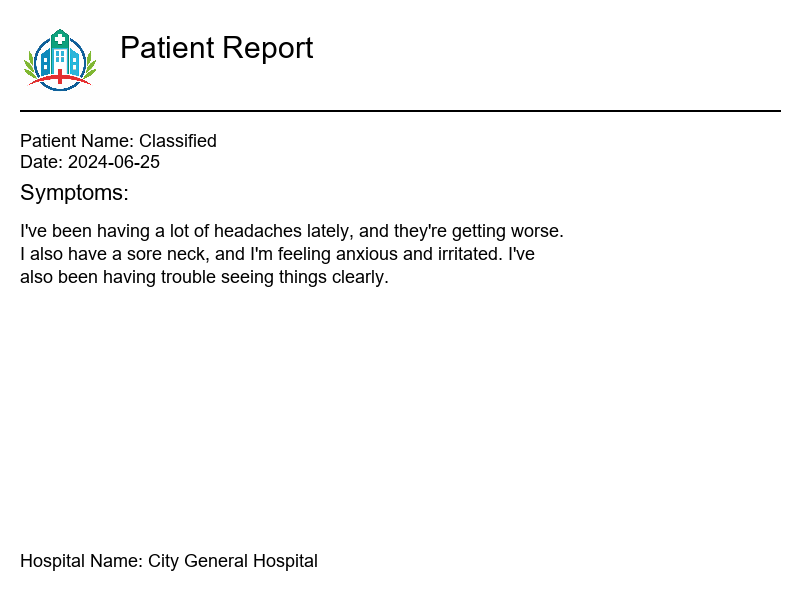 Patient Report
Patient Name: Classified
Date: 2024-06-25
Symptoms:
I've been having a lot of headaches lately, and they're getting worse.
I also have a sore neck, and I'm feeling anxious and irritated. I've
also been having trouble seeing things clearly.
Hospital Name: City General Hospital